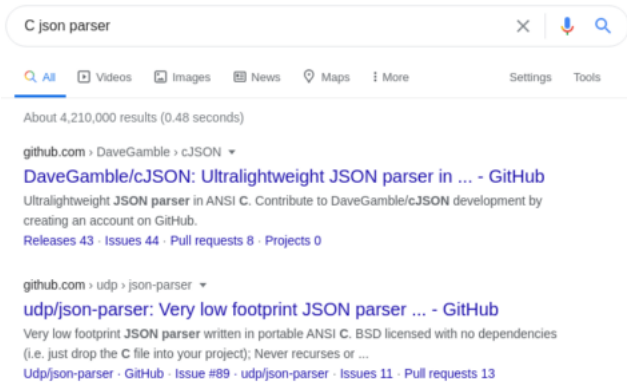 C json parser
All Videos Images News Maps More Settings Tools
About 4,210,000 results (0.48 seconds)
github.com › DaveGamble › cJSON
DaveGamble/cJSON: Ultralightweight JSON parser in ... - GitHub
Ultralightweight JSON parser in ANSI C. Contribute to DaveGamble/cJSON development by
creating an account on GitHub.
Releases 43 · Issues 44 · Pull requests 8 · Projects 0
github.com › udp › json-parser
udp/json-parser: Very low footprint JSON parser ... - GitHub
Very low footprint JSON parser written in portable ANSI C. BSD licensed with no dependencies
(i.e. just drop the C file into your project); Never recurses or ...
Udp/json-parser · GitHub · Issue #89 · udp/json-parser · Issues 11 · Pull requests 13